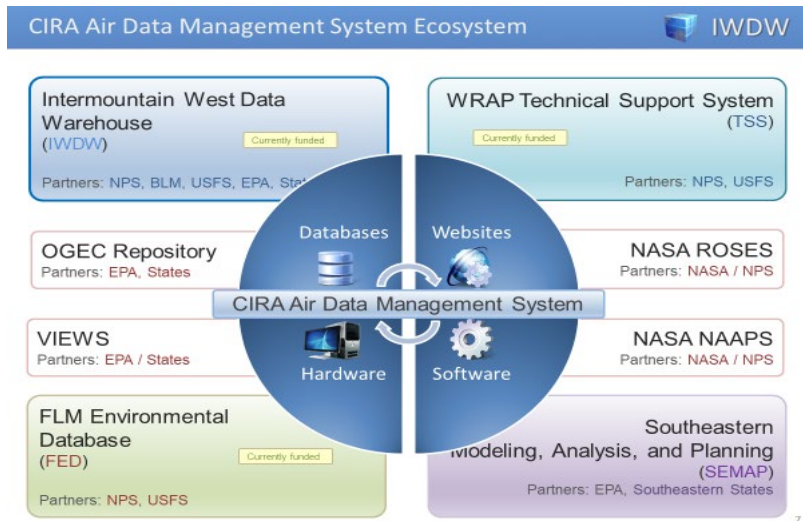 CIRA Air Data Management System Ecosystem
IWDW
Intermountain West Data
Warehouse
(IWDW)
Currently funded
Partners: NPS, BLM, USFS, EPA,
WRAP Technical Support System
(TSS)
Currently funded
Partners: NPS, USFS
OGEC Repository
Partners: EPA, States
Databases
Websites
NASA ROSES
Partners: NASA / NPS
CIRA Air Data Management System
VIEWS
Partners: EPA / States
Hardware
Software
NASA NAAPS
Partners: NASA / NPS
FLM Environmental
Database
(FED)
Currently funded
Partners: NPS, USFS
Southeastern
Modeling, Analysis, and Planning
(SEMAP)
Partners: EPA, Southeastern States